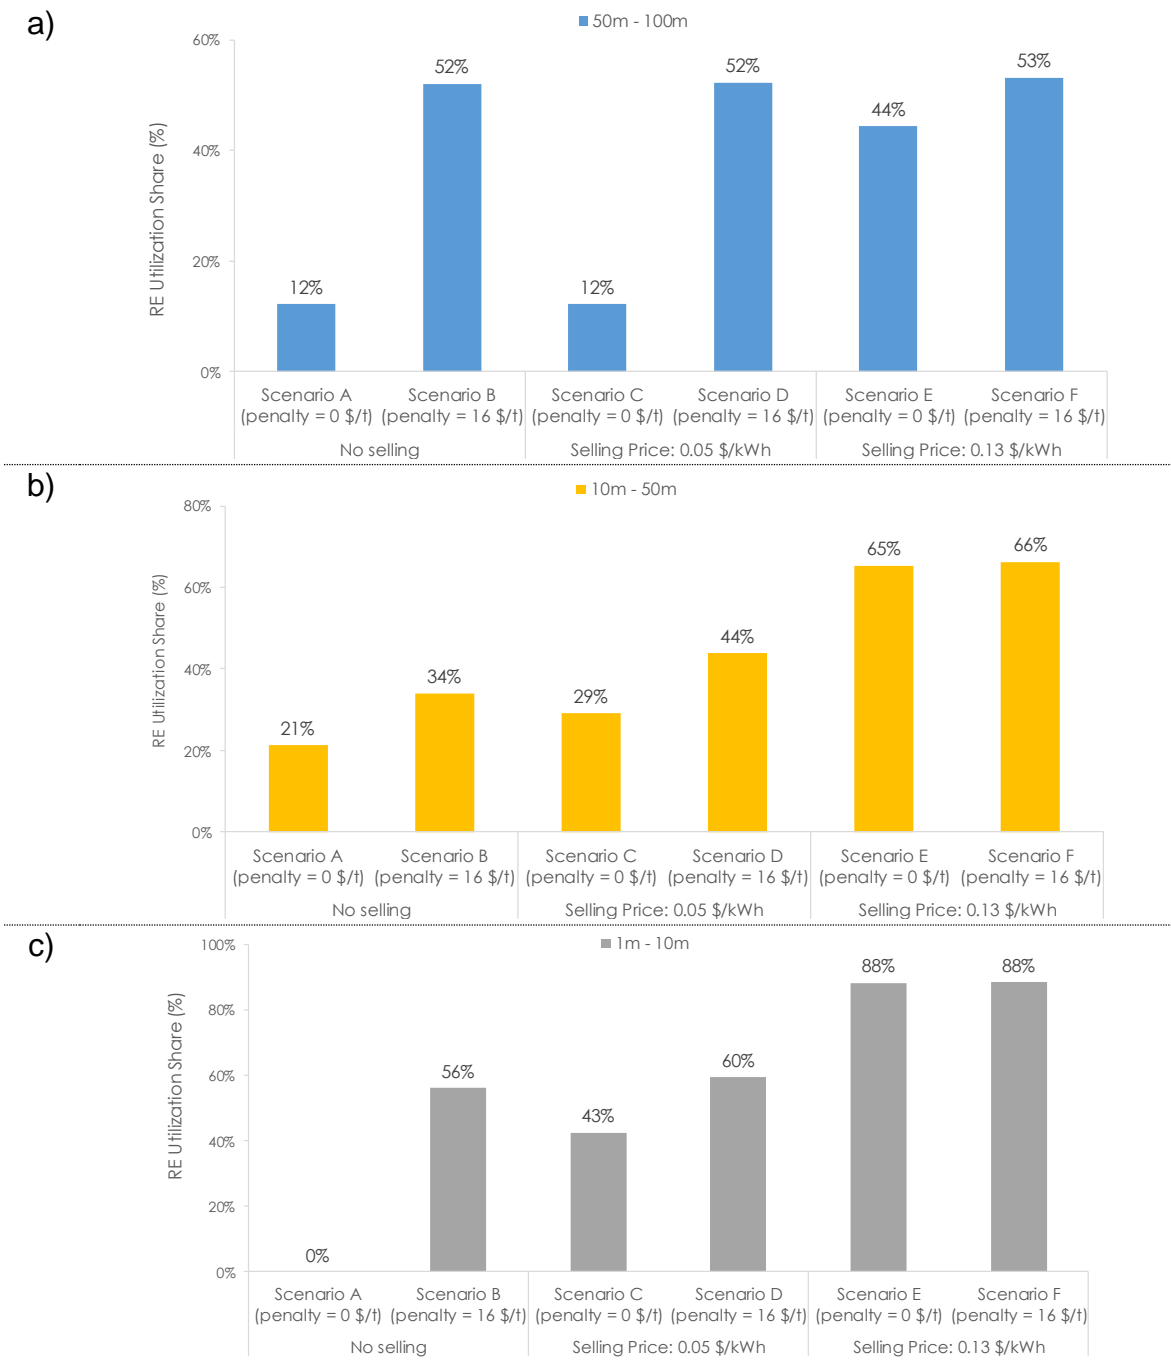 a)
50m - 100m
RE Utilization Share (%)
60%
40%
20%
0%
12%
52%
12%
52%
44%
53%
Scenario A Scenario B Scenario C Scenario D Scenario E Scenario F
(penalty = 0 $/t) (penalty = 16 $/t) (penalty = 0 $/t) (penalty = 16 $/t) (penalty = 0 $/t) (penalty = 16 $/t)
No selling Selling Price: 0.05 $/kWh Selling Price: 0.13 $/kWh
b)
10m - 50m
RE Utilization Share (%)
80%
60%
40%
20%
0%
21%
34%
29%
44%
65%
66%
Scenario A Scenario B Scenario C Scenario D Scenario E Scenario F
(penalty = 0 $/t) (penalty = 16 $/t) (penalty = 0 $/t) (penalty = 16 $/t) (penalty = 0 $/t) (penalty = 16 $/t)
No selling Selling Price: 0.05 $/kWh Selling Price: 0.13 $/kWh
c)
1m - 10m
RE Utilization Share (%)
100%
80%
60%
40%
20%
0%
0%
56%
43%
60%
88%
88%
Scenario A Scenario B Scenario C Scenario D Scenario E Scenario F
(penalty = 0 $/t) (penalty = 16 $/t) (penalty = 0 $/t) (penalty = 16 $/t) (penalty = 0 $/t) (penalty = 16 $/t)
No selling Selling Price: 0.05 $/kWh Selling Price: 0.13 $/kWh